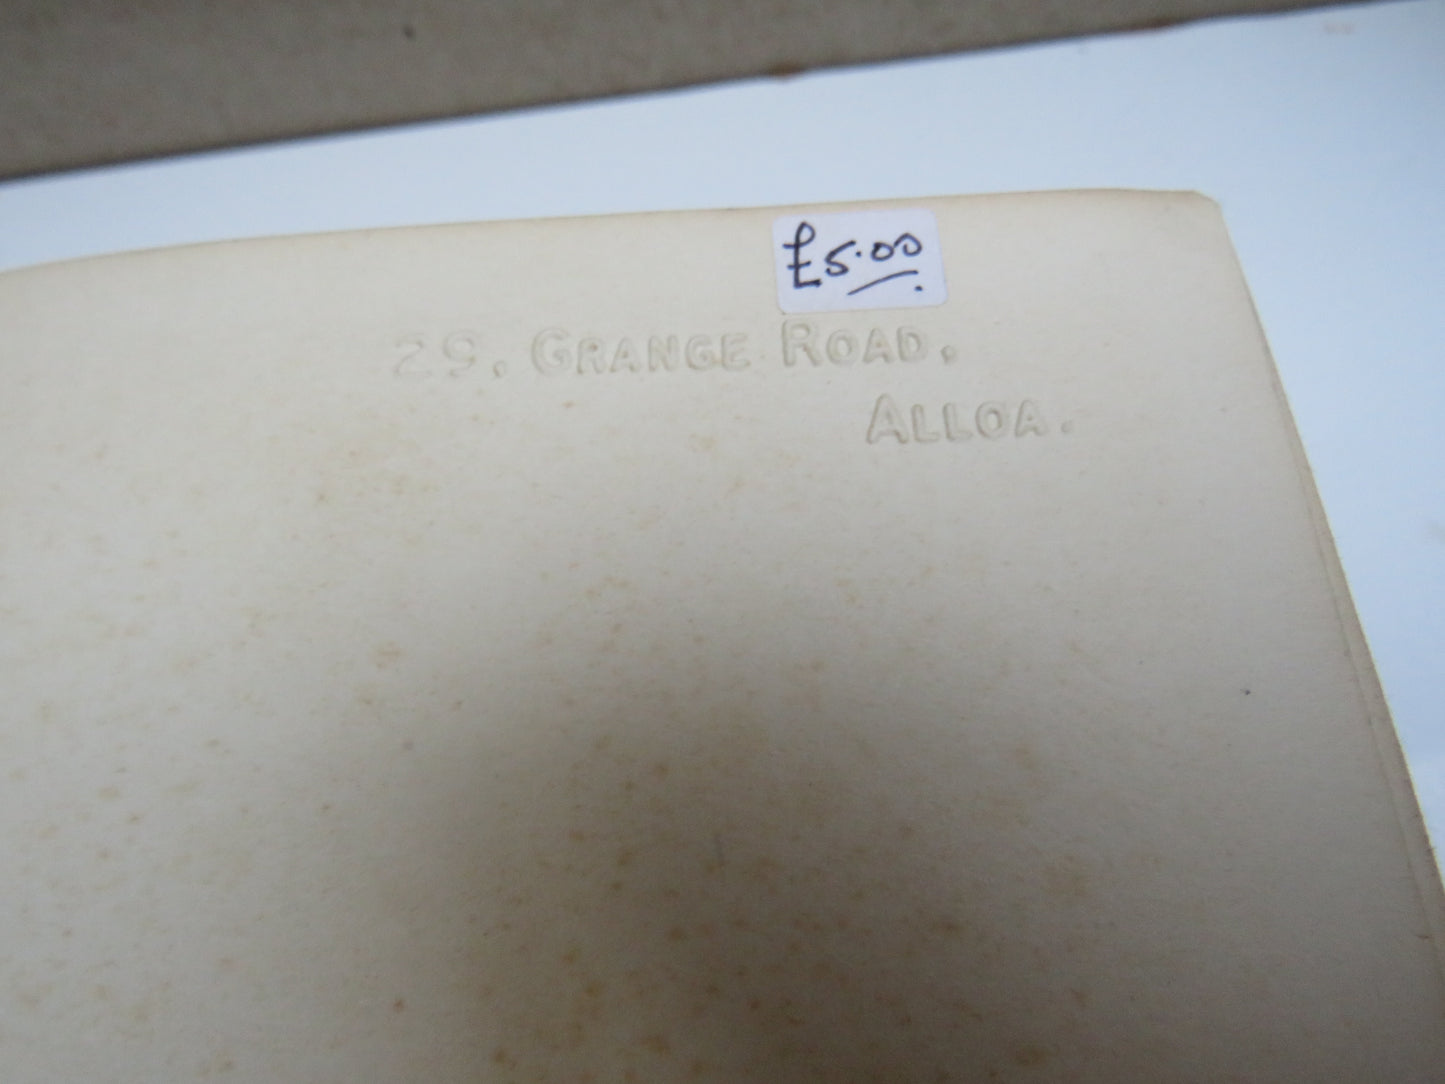 £5.00
29, GRANGE ROAD.
ALLOA.